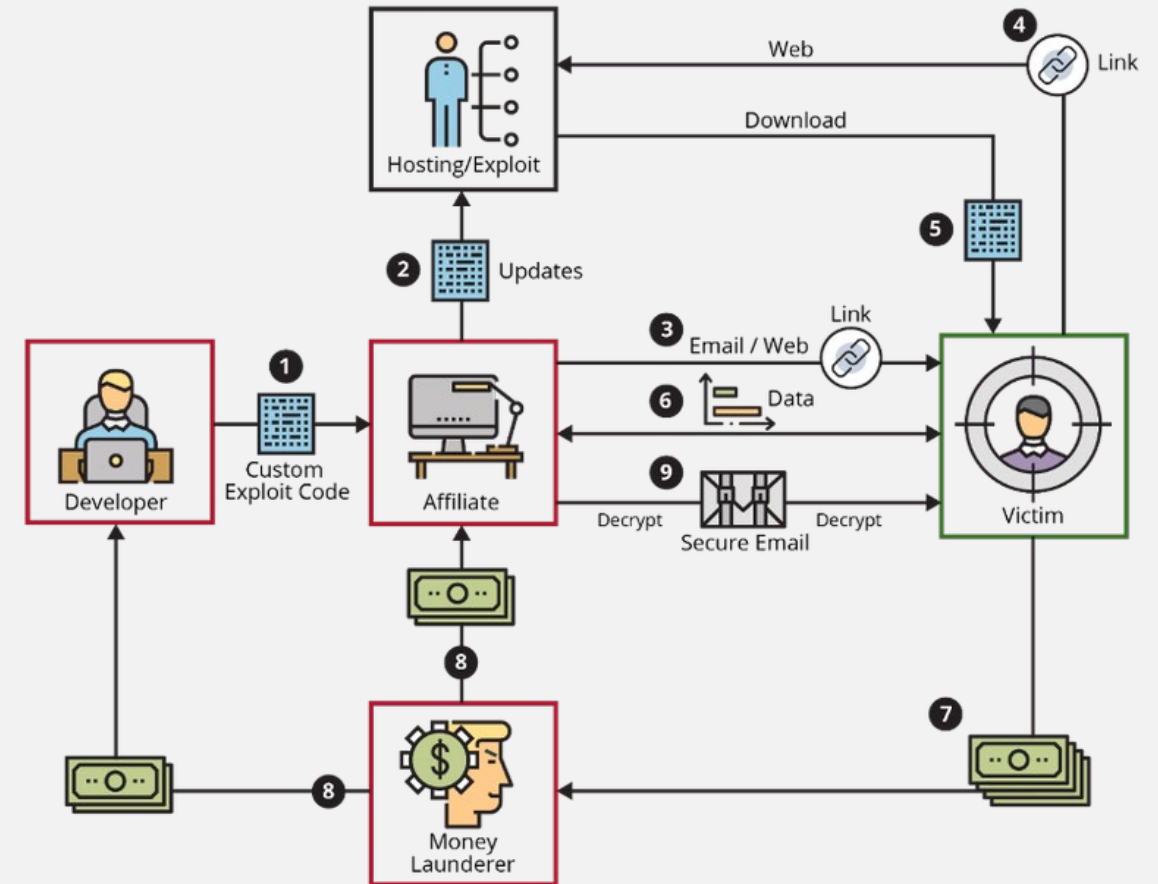 4
Web
Link
Download
Hosting/Exploit
5
2
Updates
Link
3
Email / Web
1
6
Data
Custom
Exploit Code
9
Developer
Affiliate
Decrypt
Decrypt
Victim
Secure Email
8
7
$
8
Money
Launderer